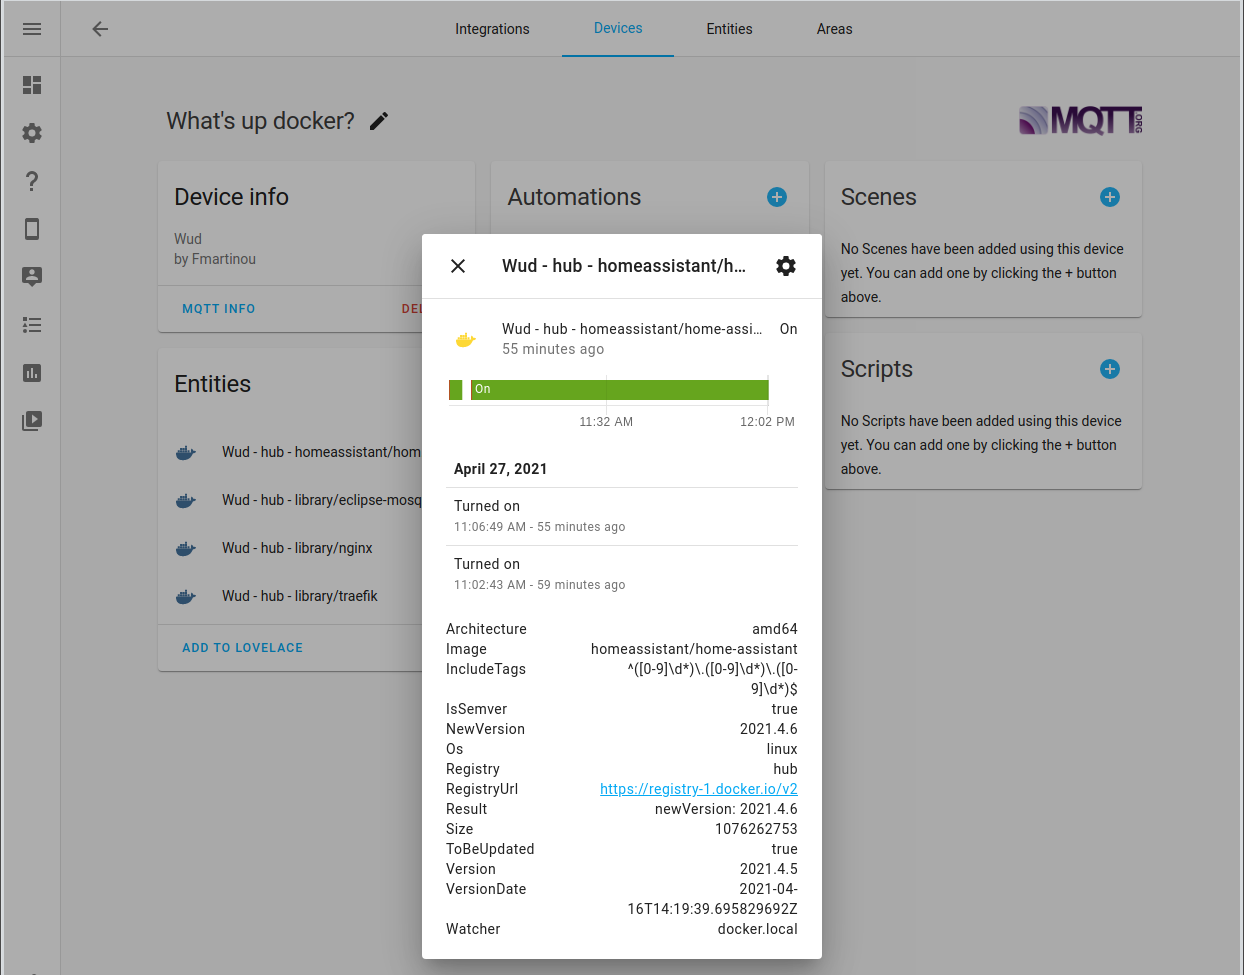 Integrations
Devices
Entities
Areas
What's up docker?
MQTT
.ORG
Device info
Wud
by Fmartinou
MQTT INFO
DEL
Automations
Scenes
No Scenes have been added using this device
yet. You can add one by clicking the + button
above.
Scripts
No Scripts have been added using this device
yet. You can add one by clicking the + button
above.
Entities
Wud - hub - homeassistant/hom
Wud - hub - library/eclipse-mosq
Wud - hub - library/nginx
Wud - hub - library/traefik
ADD TO LOVELACE
Wud - hub - homeassistant/h...
Wud - hub - homeassistant/home-assi... On
55 minutes ago
On
11:32 AM 12:02 PM
April 27, 2021
Turned on
11:06:49 AM - 55 minutes ago
Turned on
11:02:43 AM - 59 minutes ago
Architecture amd64
Image homeassistant/home-assistant
IncludeTags ^([0-9]\d*)\.([0-9]\d*)\.([0-
9]\d*)$
IsSemver true
NewVersion 2021.4.6
Os linux
Registry hub
RegistryUrl https://registry-1.docker.io/v2
Result newVersion: 2021.4.6
Size 1076262753
ToBeUpdated true
Version 2021.4.5
VersionDate 2021-04-
16T14:19:39.695829692Z
Watcher docker.local